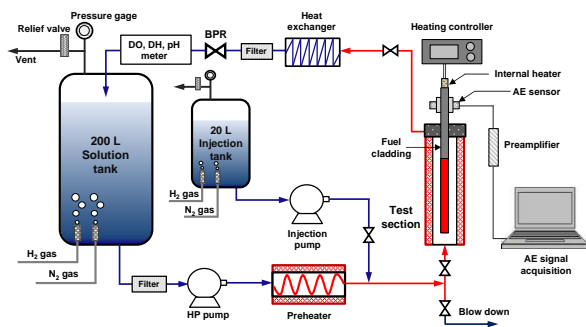 Pressure gage
Relief valve
Vent
DO, DH, pH
meter
BPR
Filter
Heat
exchanger
Heating controller
Internal heater
AE sensor
Preamplifier
Fuel
cladding
200 L
Solution
tank
20 L
Injection
tank
H₂ gas
N₂ gas
H₂ gas
N₂ gas
Injection
pump
Test
section
AE signal
acquisition
Filter
HP pump
Preheater
Blow down